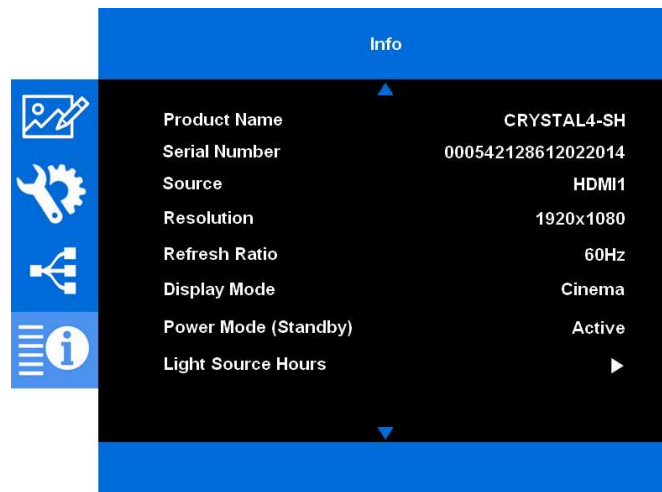 Info
Product Name CRYSTAL4-SH
Serial Number 000542128612022014
Source HDMI1
Resolution 1920x1080
Refresh Ratio 60Hz
Display Mode Cinema
Power Mode (Standby) Active
Light Source Hours